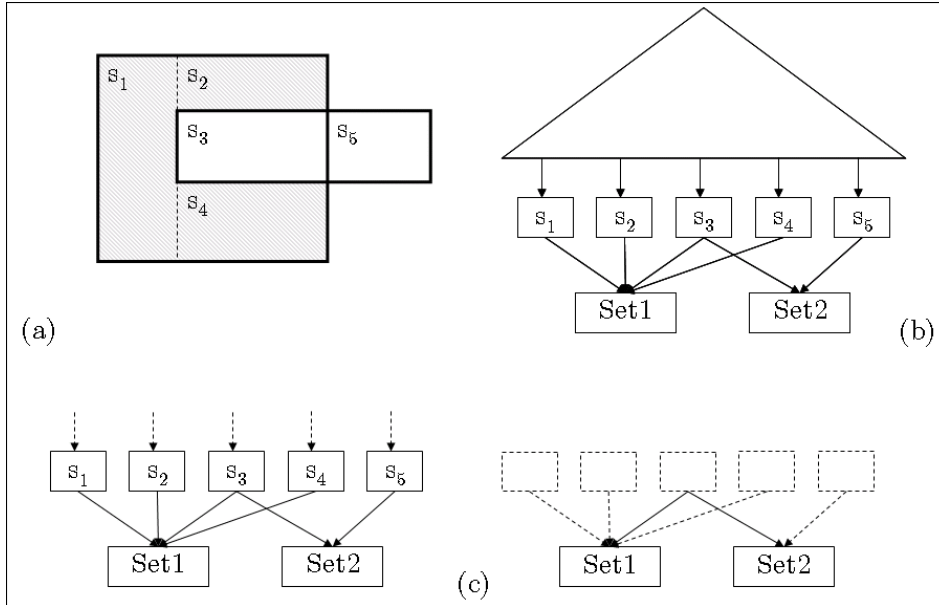 s1 s2
s3 s5
s4
(a)
s1 s2 s3 s4 s5
Set1 Set2
(b)
s1 s2 s3 s4 s5
Set1 Set2
(c)
Set1 Set2